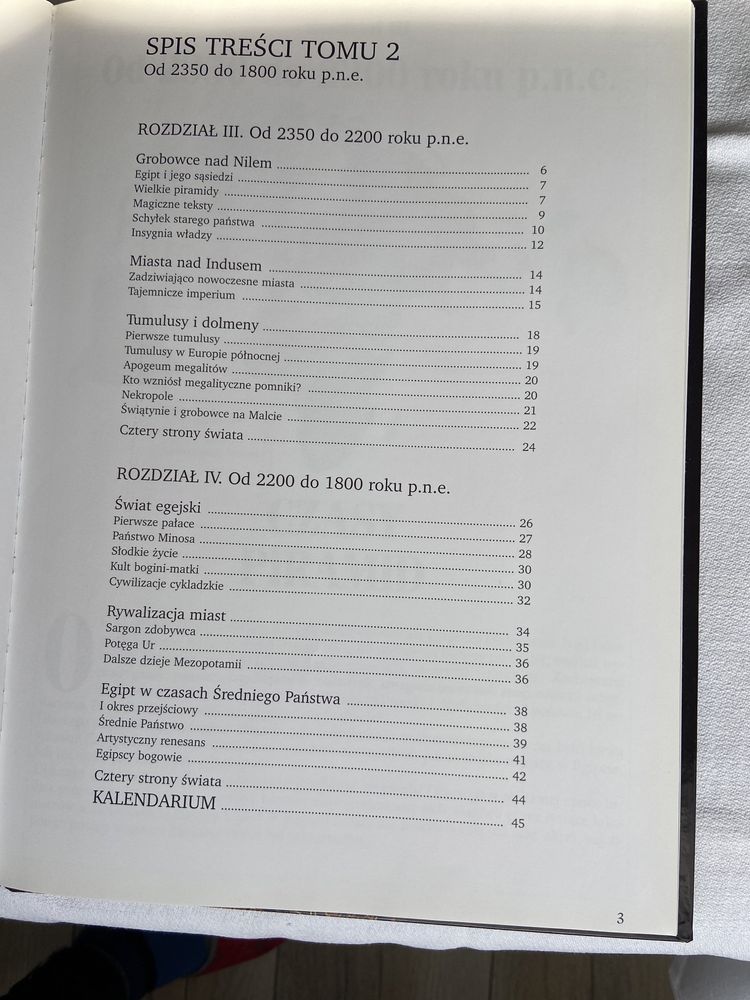 SPIS TREŚCI TOMU 2
Od 2350 do 1800 roku p.n.e.
ROZDZIAŁ III. Od 2350 do 2200 roku p.n.e.
Grobowce nad Nilem 6
Egipt i jego sąsiedzi 7
Wielkie piramidy 7
Magiczne teksty 9
Schyłek starego państwa 10
Insygnia władzy 12
Miasta nad Indusem 14
Zadziwiająco nowoczesne miasta 14
Tajemnicze imperium 15
Tumulusy i dolmeny 18
Pierwsze tumulusy 19
Tumulusy w Europie północnej 19
Apogeum megalitów 20
Kto wzniósł megalityczne pomniki? 20
Nekropole 21
Świątynie i grobowce na Malcie 22
Cztery strony świata 24
ROZDZIAŁ IV. Od 2200 do 1800 roku p.n.e.
Świat egejski 26
Pierwsze pałace 27
Państwo Minosa 28
Słodkie życie 30
Kult bogini-matki 30
Cywilizacje cykladzkie 32
Rywalizacja miast 34
Sargon zdobywca 35
Potęga Ur 36
Dalsze dzieje Mezopotamii 36
Egipt w czasach Średniego Państwa 38
I okres przejściowy 38
Średnie Państwo 39
Artystyczny renesans 41
Egipscy bogowie 42
Cztery strony świata 44
KALENDARIUM 45
3